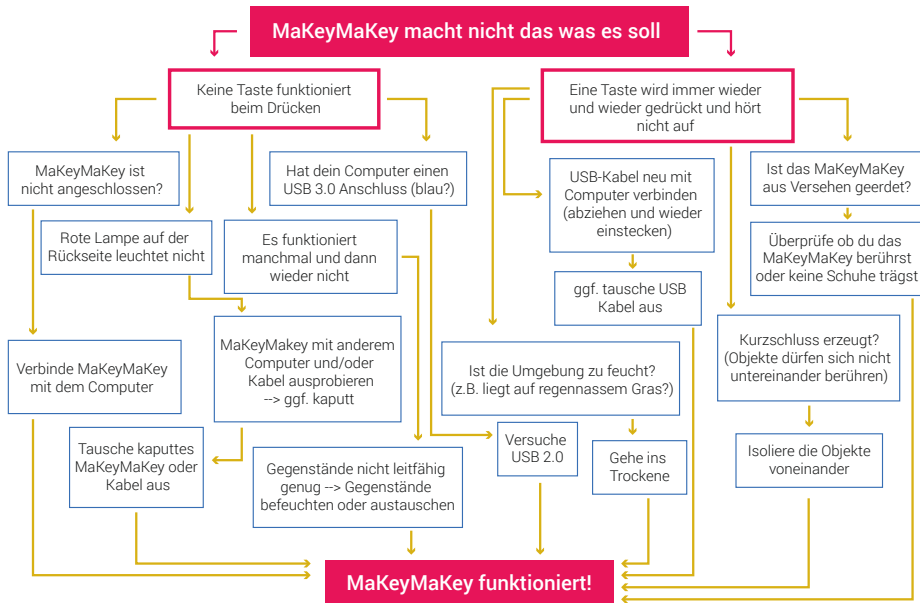 MaKeyMaKey macht nicht das was es soll
Keine Taste funktioniert
beim Drücken
Eine Taste wird immer wieder
und wieder gedrückt und hört
nicht auf
MaKeyMaKey ist
nicht angeschlossen?
Hat dein Computer einen
USB 3.0 Anschluss (blau?)
USB-Kabel neu mit
Computer verbinden
(abziehen und wieder
einstecken)
Ist das MaKeyMaKey
aus Versehen geerdet?
Rote Lampe auf der
Rückseite leuchtet nicht
Es funktioniert
manchmal und dann
wieder nicht
Überprüfe ob du das
MaKeyMaKey berührst
oder keine Schuhe trägst
ggf. tausche USB
Kabel aus
MaKeyMakey mit anderem
Computer und/oder
Kabel ausprobieren
--> ggf. kaputt
Kurzschluss erzeugt?
(Objekte dürfen sich nicht
untereinander berühren)
Verbinde MaKeyMaKey
mit dem Computer
Ist die Umgebung zu feucht?
(z.B. liegt auf regennassem Gras?)
Tausche kaputtes
MaKeyMaKey oder
Kabel aus
Gegenstände nicht leitfähig
genug --> Gegenstände
befeuchten oder austauschen
Versuche
USB 2.0
Gehe ins
Trockene
Isoliere die Objekte
voneinander
MaKeyMaKey funktioniert!